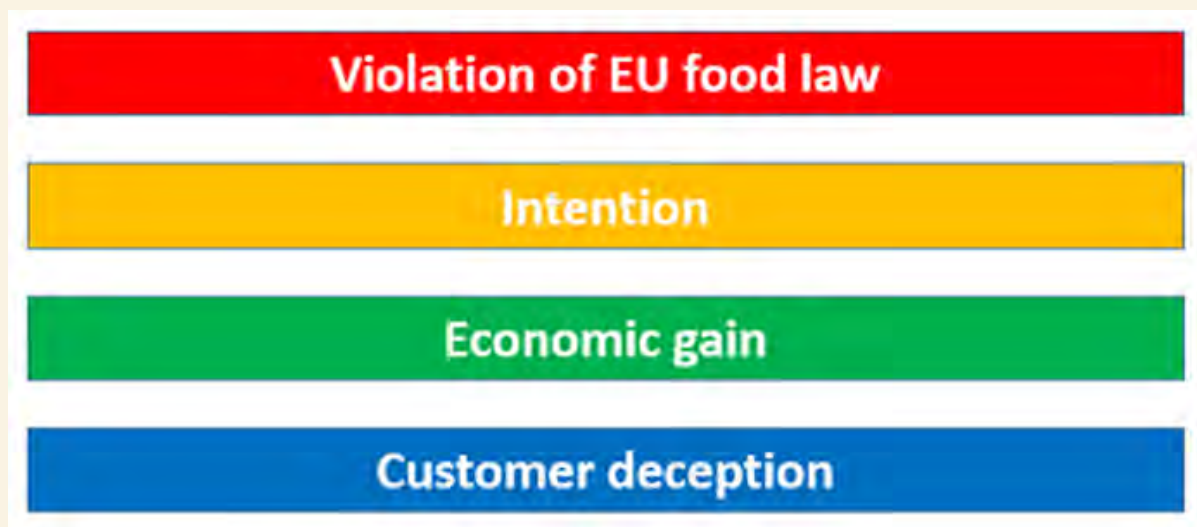 Violation of EU food law
Intention
Economic gain
Customer deception